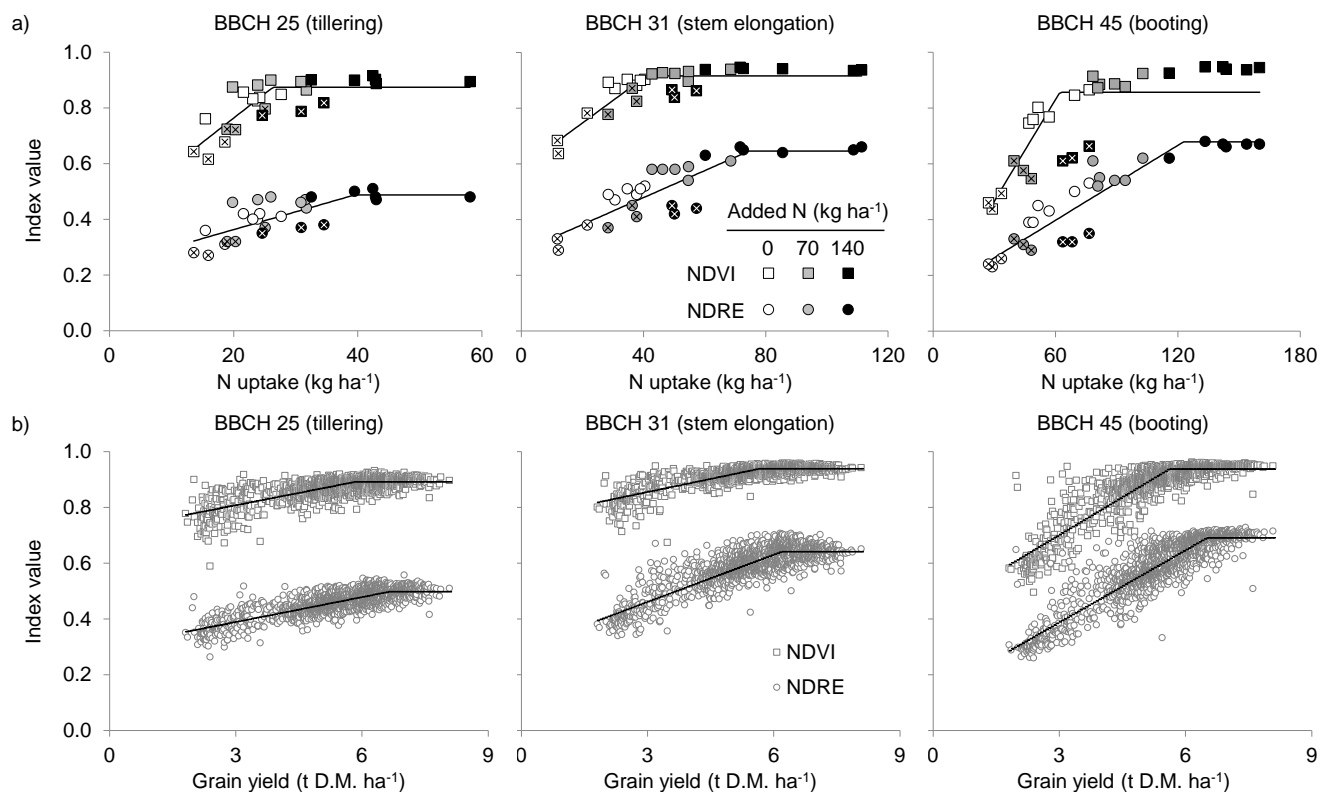 a)
BBCH 25 (tillering)
BBCH 31 (stem elongation)
BBCH 45 (booting)
Index value
1.0
0.8
0.6
0.4
0.2
0.0
0 20 40 60
N uptake (kg ha-1)
0 40 80 120
N uptake (kg ha-1)
0 60 120 180
N uptake (kg ha-1)
Added N (kg ha-1)
0 70 140
NDVI
NDRE
b)
BBCH 25 (tillering)
BBCH 31 (stem elongation)
BBCH 45 (booting)
Index value
1.0
0.8
0.6
0.4
0.2
0.0
NDVI
NDRE
0 3 6 9
Grain yield (t D.M. ha-1)
0 3 6 9
Grain yield (t D.M. ha-1)
0 3 6 9
Grain yield (t D.M. ha-1)